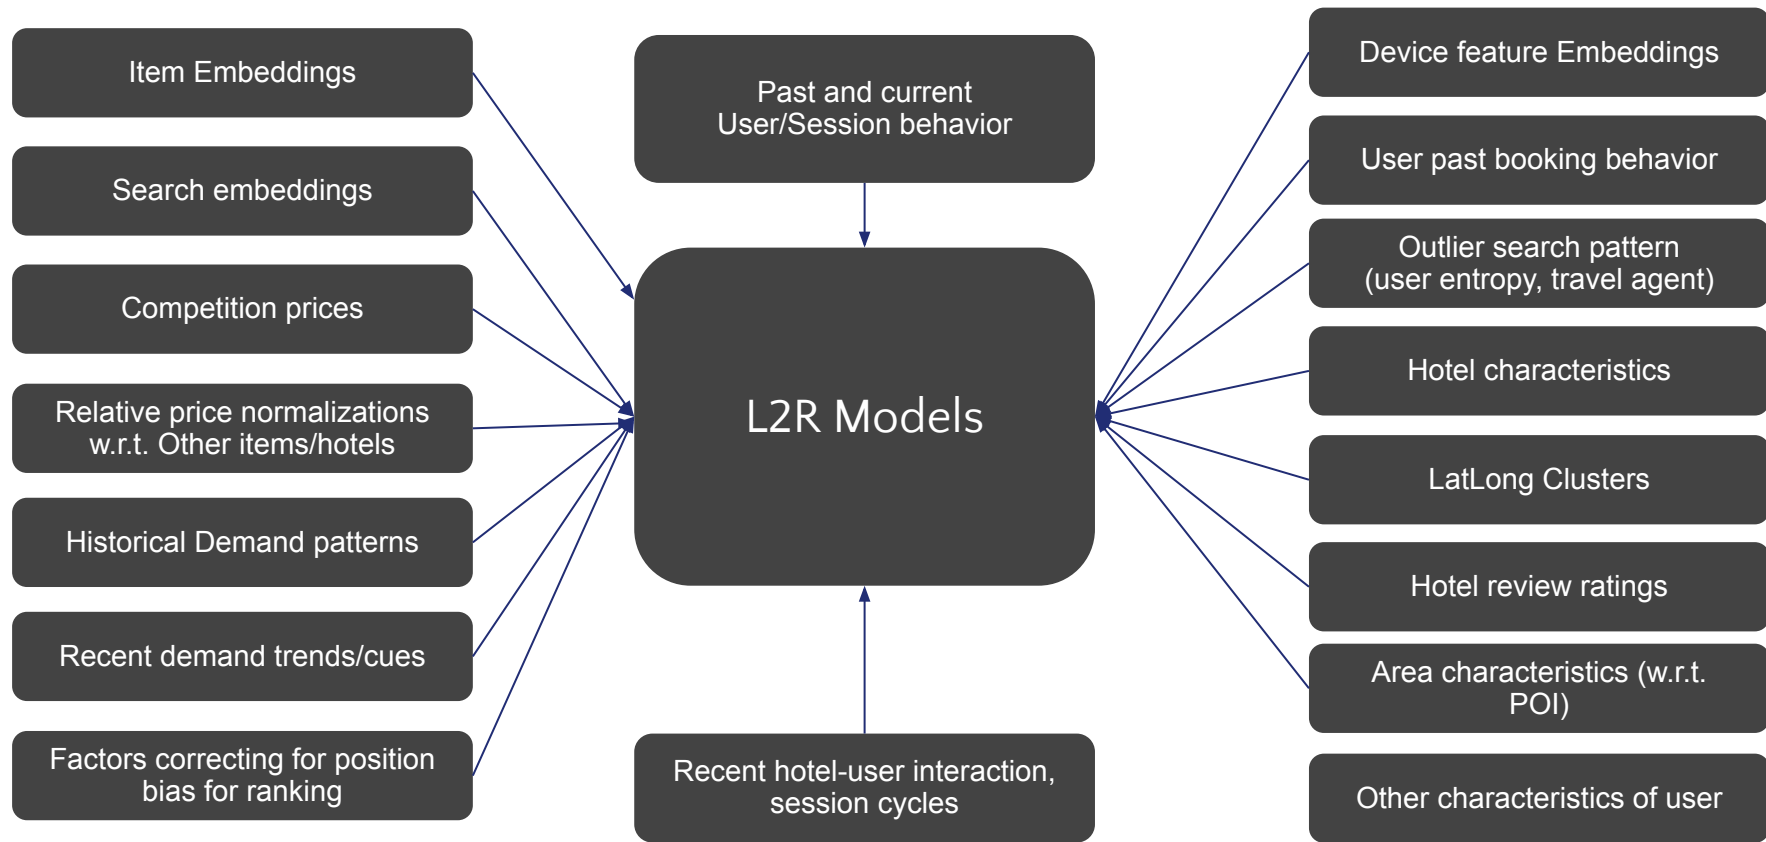 Item Embeddings
Search embeddings
Competition prices
Relative price normalizations
w.r.t. Other items/hotels
Historical Demand patterns
Recent demand trends/cues
Factors correcting for position
bias for ranking
Past and current
User/Session behavior
L2R Models
Recent hotel-user interaction,
session cycles
Device feature Embeddings
User past booking behavior
Outlier search pattern
(user entropy, travel agent)
Hotel characteristics
LatLong Clusters
Hotel review ratings
Area characteristics (w.r.t.
POI)
Other characteristics of user